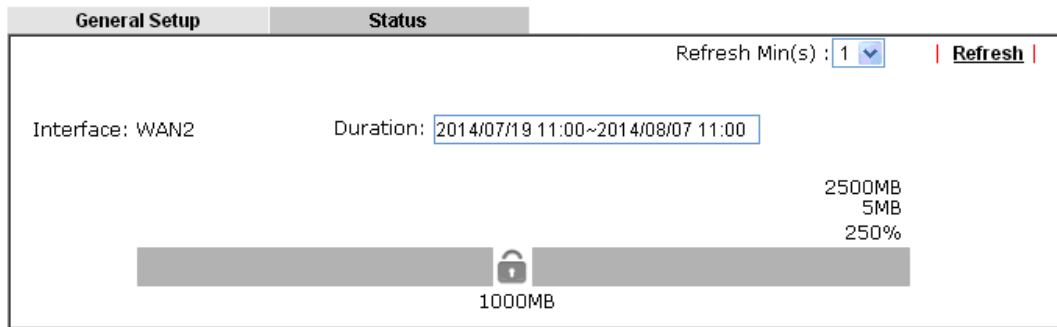 General Setup Status
Refresh Min(s) : 1 | Refresh |
Interface: WAN2 Duration: 2014/07/19 11:00~2014/08/07 11:00
2500MB
5MB
250%
1000MB